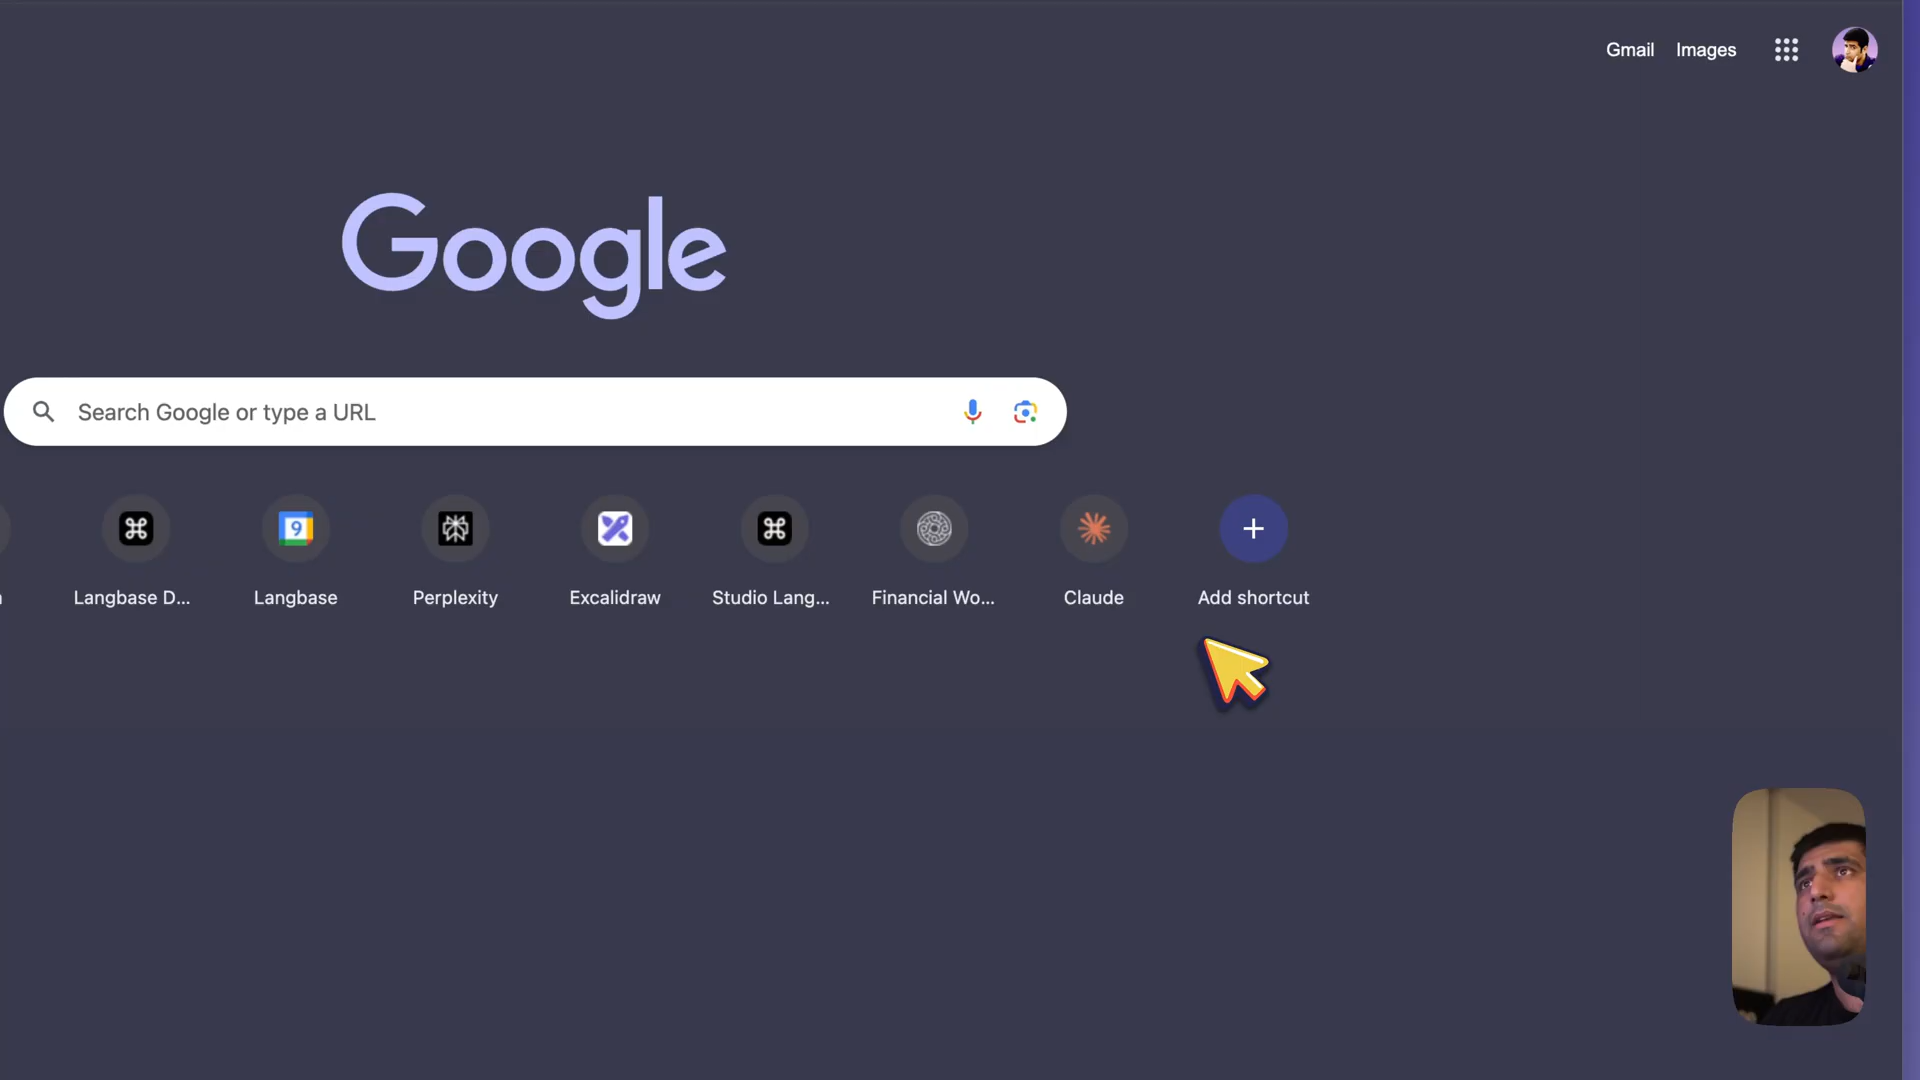 Gmail Images
Google
Search Google or type a URL
9
Langbase D... Langbase Perplexity Excalidraw Studio Lang... Financial Wo... Claude Add shortcut